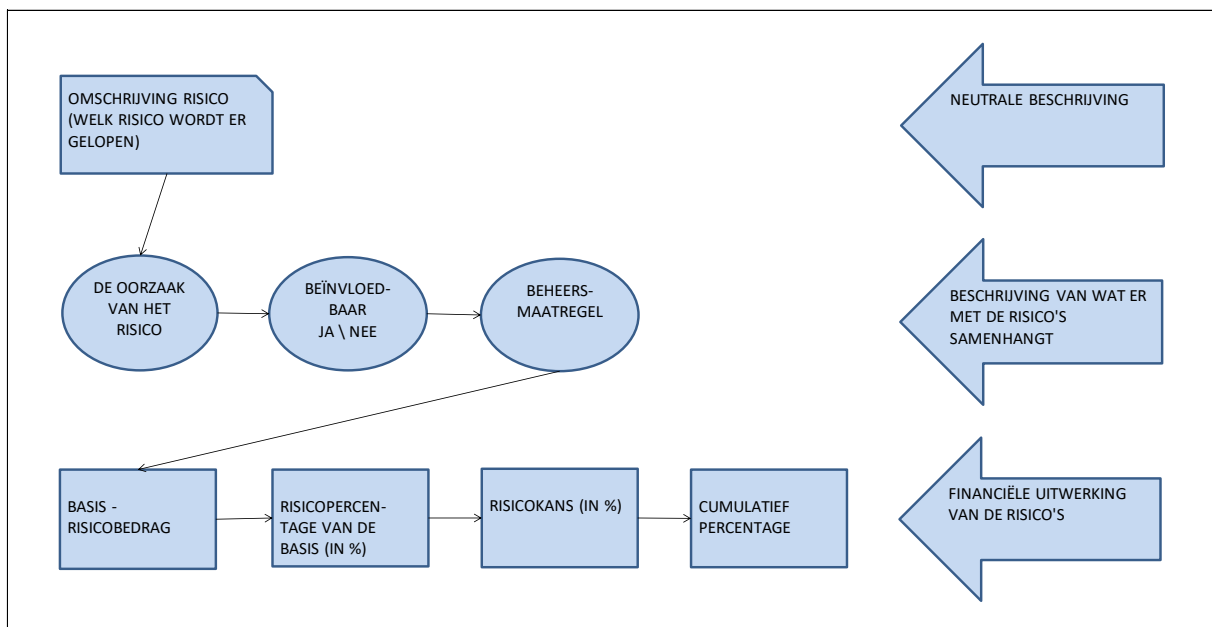 OMSCHRIJVING RISICO
(WELK RISICO WORDT ER
GELOPEN)
NEUTRALE BESCHRIJVING
DE OORZAAK
VAN HET
RISICO
BEÏNVLOED-
BAAR
JA \ NEE
BEHEERS-
MAATREGEL
BESCHRIJVING VAN WAT ER
MET DE RISICO'S
SAMENHANGT
BASIS -
RISICOBEDRAG
RISICOPERCEN-
TAGE VAN DE
BASIS (IN %)
RISICOKANS (IN %)
CUMULATIEF
PERCENTAGE
FINANCIËLE UITWERKING
VAN DE RISICO'S